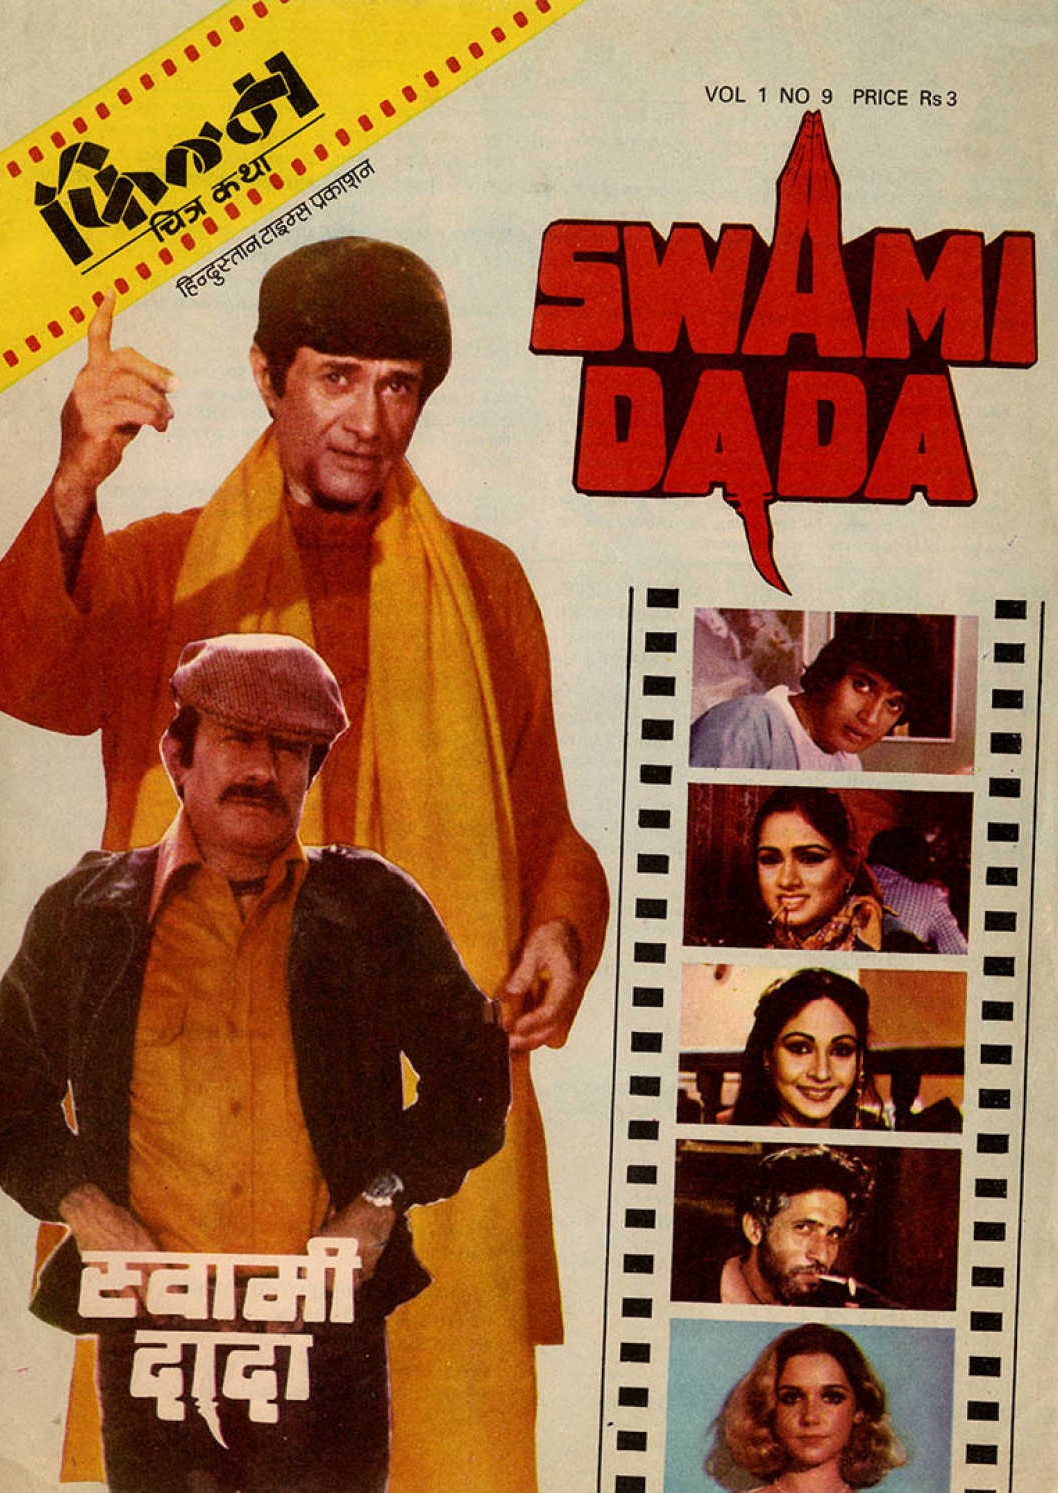 फिल्म
चित्र कथा
हिन्दुस्तान टाइम्स प्रकाशन
VOL 1 NO 9 PRICE Rs 3
SWAMI
DADA
स्वामी
दादा